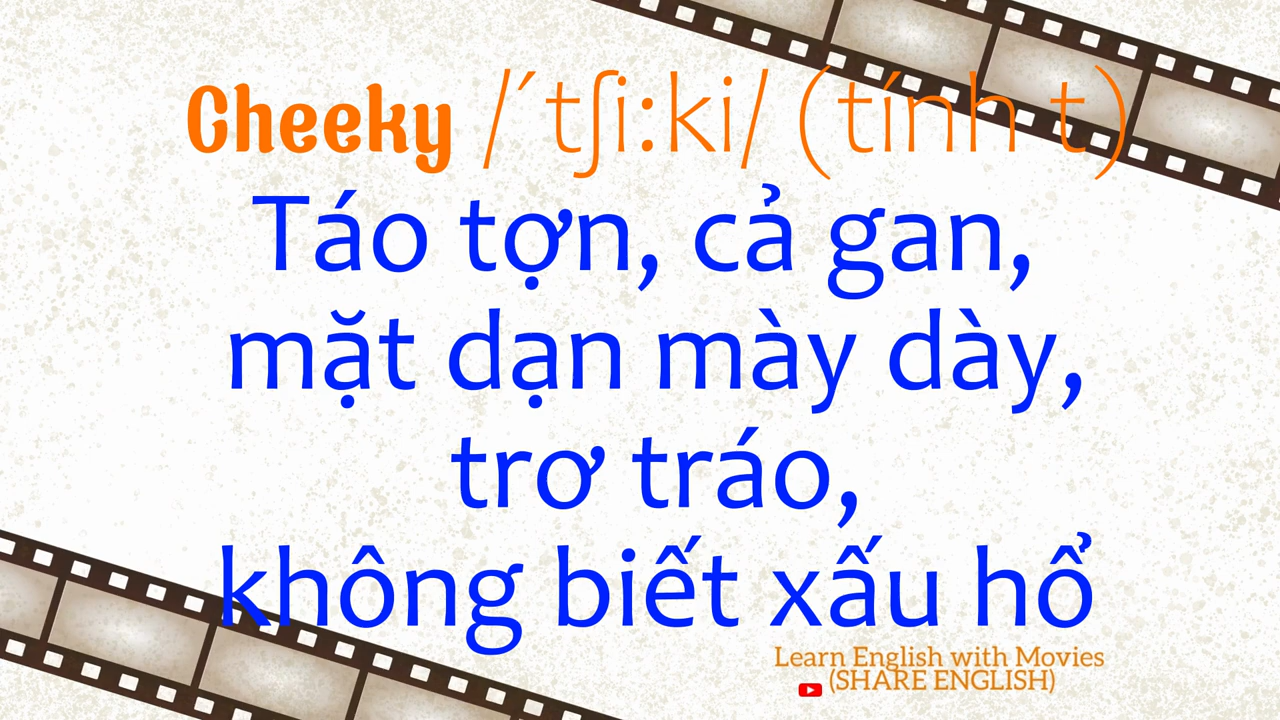 Cheeky /´tʃi:ki/ (tính t)
Táo tợn, cả gan,
mặt dạn mày dày,
trơ tráo,
không biết xấu hổ
Learn English with Movies
(SHARE ENGLISH)